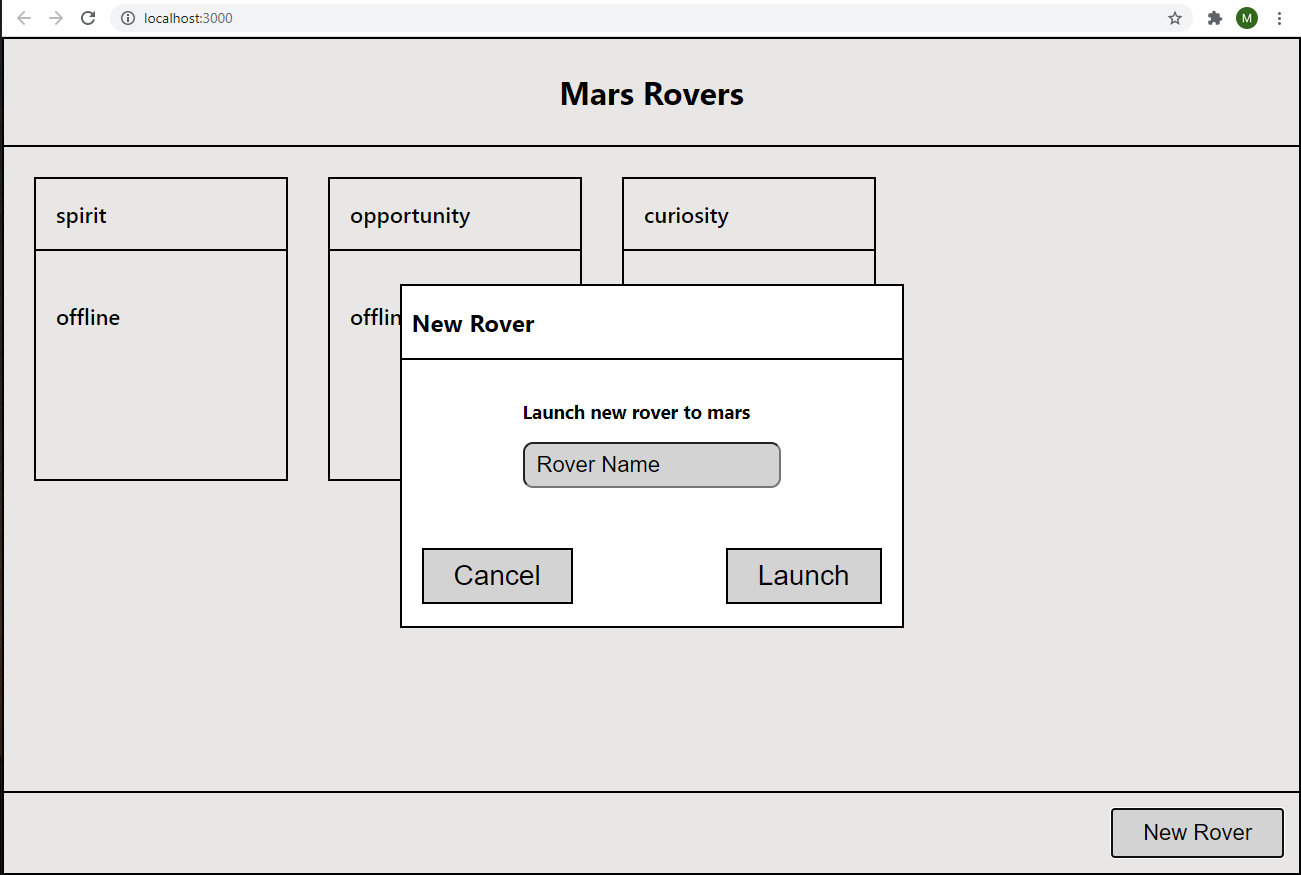 localhost:3000
M
Mars Rovers
spirit
opportunity
curiosity
offline
offlin
New Rover
Launch new rover to mars
Rover Name
Cancel
Launch
New Rover